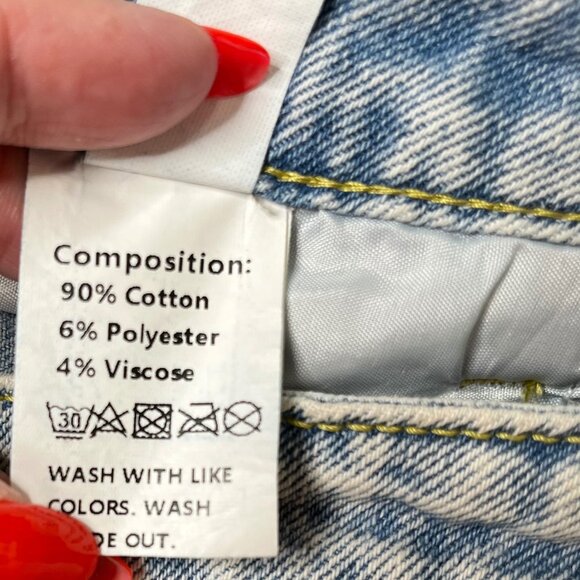 Composition:
90% Cotton
6% Polyester
4% Viscose
30
WASH WITH LIKE
COLORS. WASH
DE OUT.